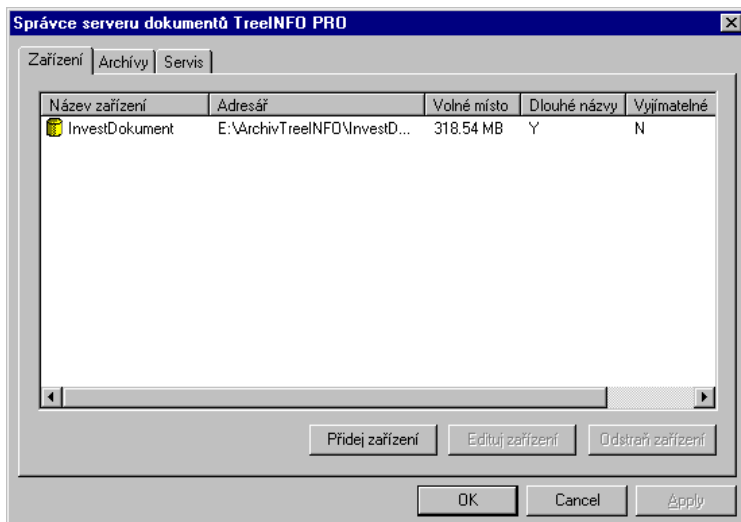 Správce serveru dokumentů TreeINFO PRO
Zařízení Archívy Servis
Název zařízení Adresář Volné místo Dlouhé názvy Vyjímatelné
InvestDokument E:\ArchivTreeINFO\InvestD... 318.54 MB Y N
Přidej zařízení Edituj zařízení Odstraň zařízení
OK Cancel Apply